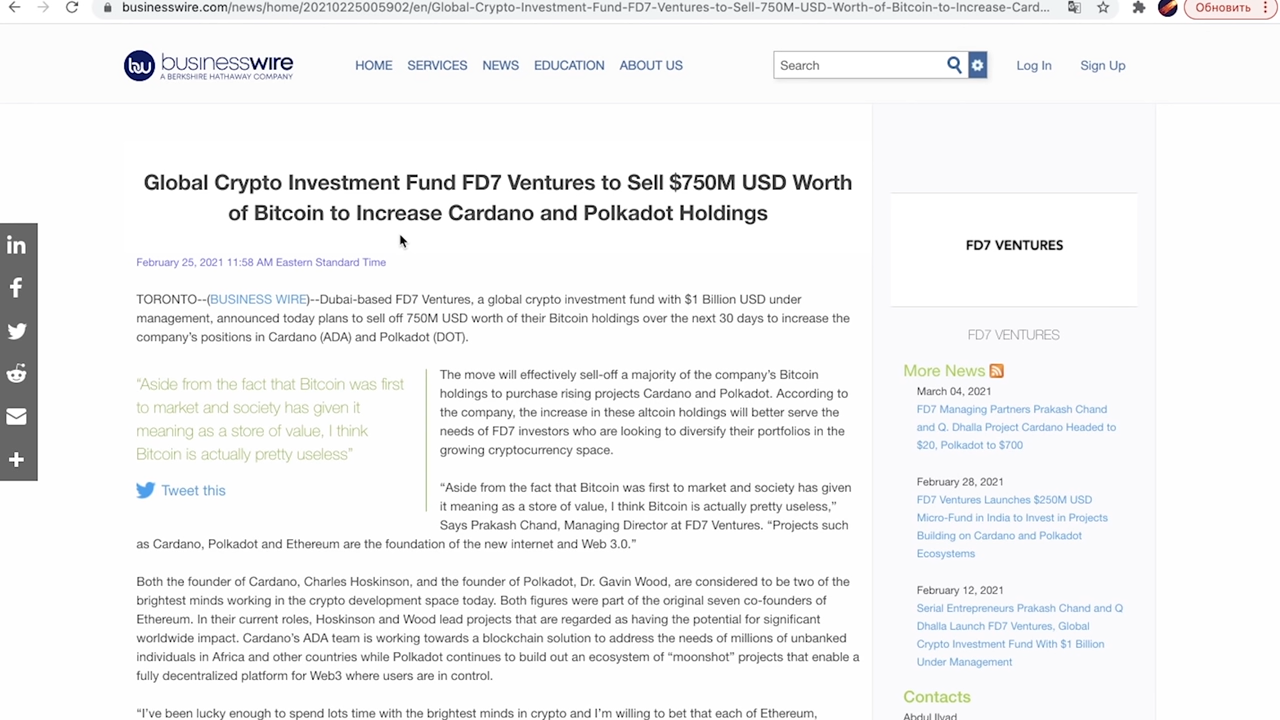 businesswire.com/news/home/20210225005902/en/Global-Crypto-Investment-Fund-FD7-Ventures-to-Sell-750M-USD-Worth-of-Bitcoin-to-Increase-Card...
Обновить
bw businesswire
A BERKSHIRE HATHAWAY COMPANY
HOME SERVICES NEWS EDUCATION ABOUT US
Search
Log In Sign Up
Global Crypto Investment Fund FD7 Ventures to Sell $750M USD Worth
of Bitcoin to Increase Cardano and Polkadot Holdings
February 25, 2021 11:58 AM Eastern Standard Time
TORONTO--(BUSINESS WIRE)--Dubai-based FD7 Ventures, a global crypto investment fund with $1 Billion USD under
management, announced today plans to sell off 750M USD worth of their Bitcoin holdings over the next 30 days to increase the
company's positions in Cardano (ADA) and Polkadot (DOT).
“Aside from the fact that Bitcoin was first
to market and society has given it
meaning as a store of value, I think
Bitcoin is actually pretty useless”
Tweet this
The move will effectively sell-off a majority of the company's Bitcoin
holdings to purchase rising projects Cardano and Polkadot. According to
the company, the increase in these altcoin holdings will better serve the
needs of FD7 investors who are looking to diversify their portfolios in the
growing cryptocurrency space.
“Aside from the fact that Bitcoin was first to market and society has given
it meaning as a store of value, I think Bitcoin is actually pretty useless,”
Says Prakash Chand, Managing Director at FD7 Ventures. “Projects such
as Cardano, Polkadot and Ethereum are the foundation of the new internet and Web 3.0.”
Both the founder of Cardano, Charles Hoskinson, and the founder of Polkadot, Dr. Gavin Wood, are considered to be two of the
brightest minds working in the crypto development space today. Both figures were part of the original seven co-founders of
Ethereum. In their current roles, Hoskinson and Wood lead projects that are regarded as having the potential for significant
worldwide impact. Cardano's ADA team is working towards a blockchain solution to address the needs of millions of unbanked
individuals in Africa and other countries while Polkadot continues to build out an ecosystem of “moonshot” projects that enable a
fully decentralized platform for Web3 where users are in control.
“I've been lucky enough to spend lots time with the brightest minds in crypto and I'm willing to bet that each of Ethereum,
FD7 VENTURES
FD7 VENTURES
More News
March 04, 2021
FD7 Managing Partners Prakash Chand
and Q. Dhalla Project Cardano Headed to
$20, Polkadot to $700
February 28, 2021
FD7 Ventures Launches $250M USD
Micro-Fund in India to Invest in Projects
Building on Cardano and Polkadot
Ecosystems
February 12, 2021
Serial Entrepreneurs Prakash Chand and Q
Dhalla Launch FD7 Ventures, Global
Crypto Investment Fund With $1 Billion
Under Management
Contacts
Abdul Ilyad